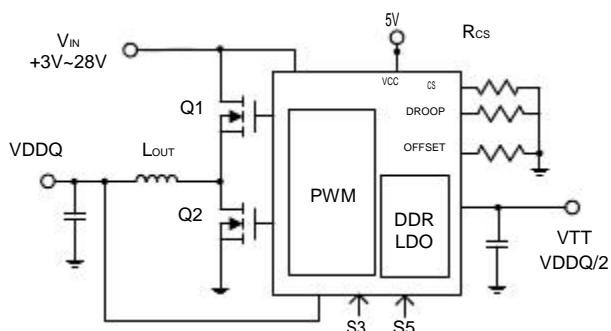 5V
RCS
VIN
+3V~28V
VCC
CS
Q1
DROOP
VDDQ
LOUT
OFFSET
PWM
Q2
DDR
LDO
VTT
VDDQ/2
S3
S5